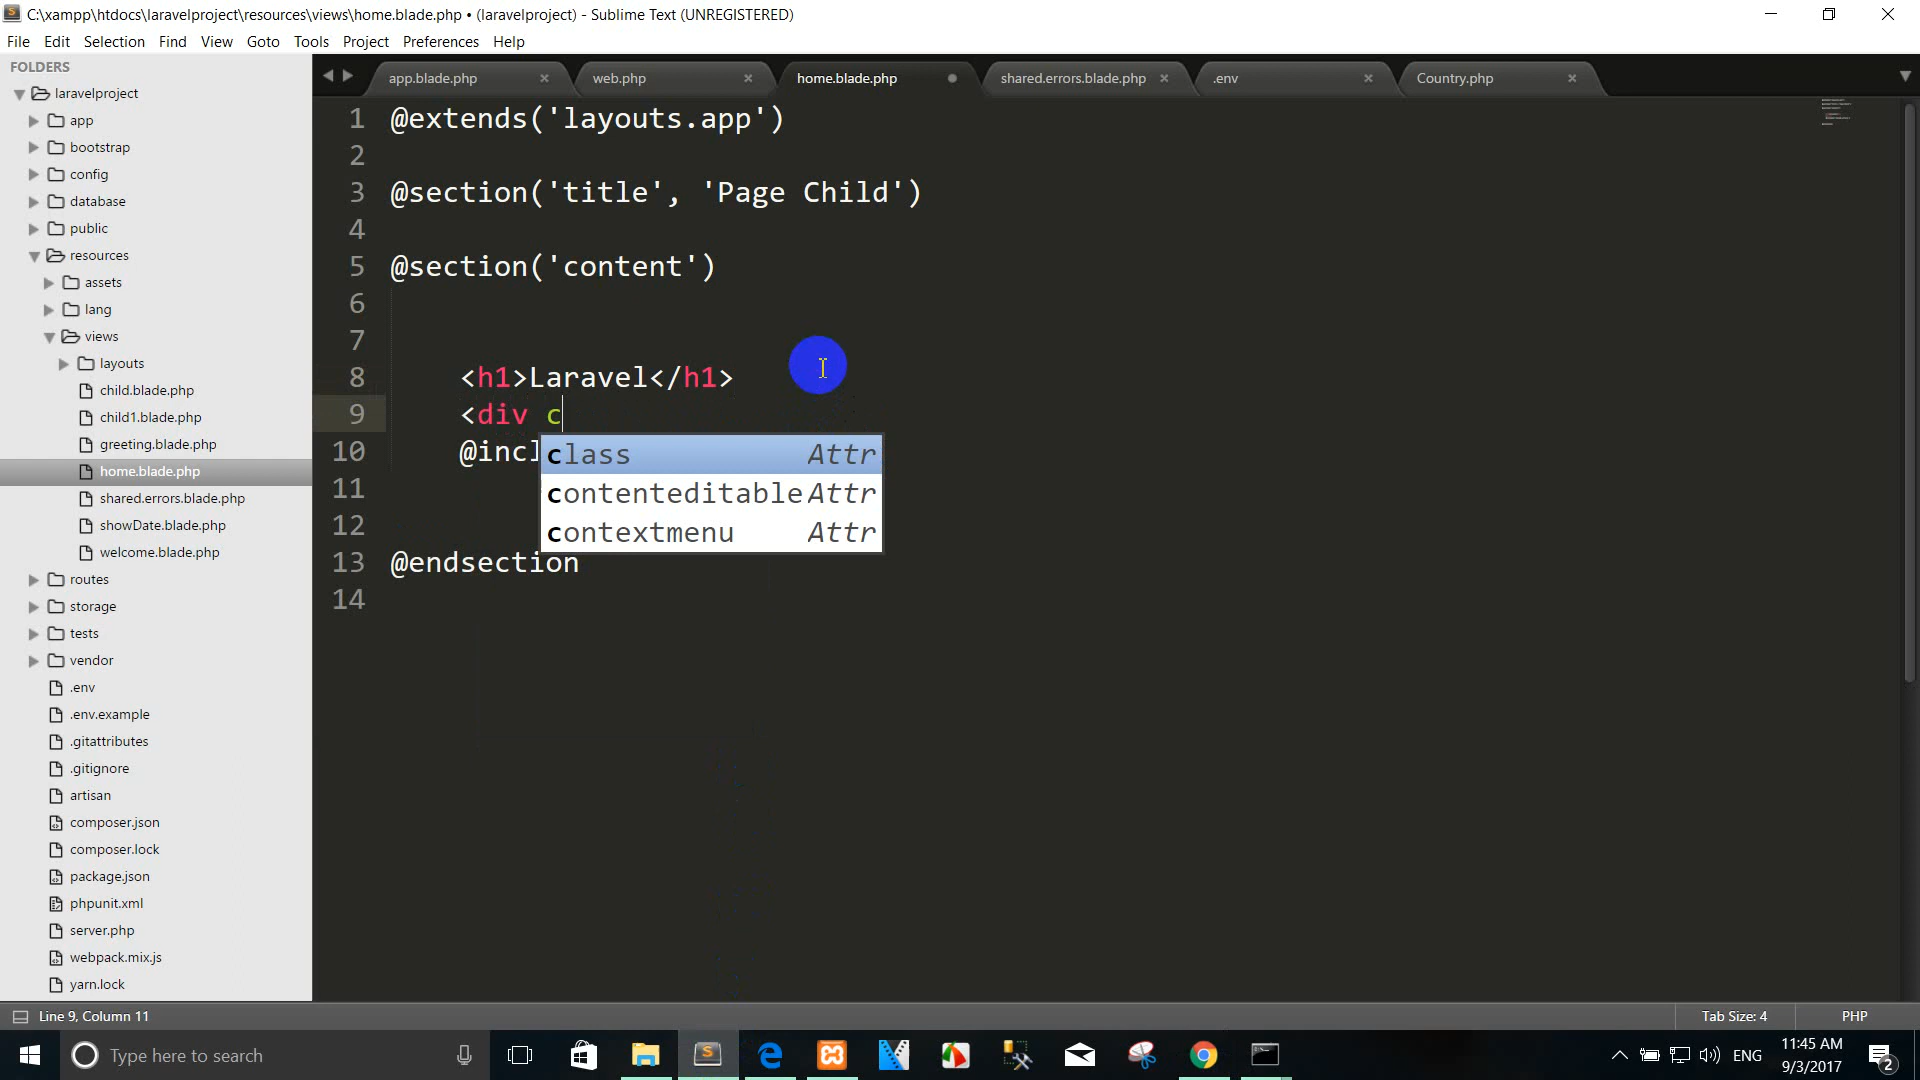 C:\xampp\htdocs\laravelproject\resources\views\home.blade.php • (laravelproject) - Sublime Text (UNREGISTERED)
File Edit Selection Find View Goto Tools Project Preferences Help
FOLDERS
laravelproject
app
bootstrap
config
database
public
resources
assets
lang
views
layouts
child.blade.php
child1.blade.php
greeting.blade.php
home.blade.php
shared.errors.blade.php
showDate.blade.php
welcome.blade.php
routes
storage
tests
vendor
.env
.env.example
.gitattributes
.gitignore
artisan
composer.json
composer.lock
package.json
phpunit.xml
server.php
webpack.mix.js
yarn.lock
app.blade.php web.php home.blade.php shared.errors.blade.php .env Country.php
1 @extends('layouts.app')
2
3 @section('title', 'Page Child')
4
5 @section('content')
6
7
8 <h1>Laravel</h1>
9 <div c
10 @incl
11
12
13 @endsection
14
class Attr
contenteditable Attr
contextmenu Attr
Line 9, Column 11 Tab Size: 4 PHP
Type here to search
ENG
11:45 AM
9/3/2017
2